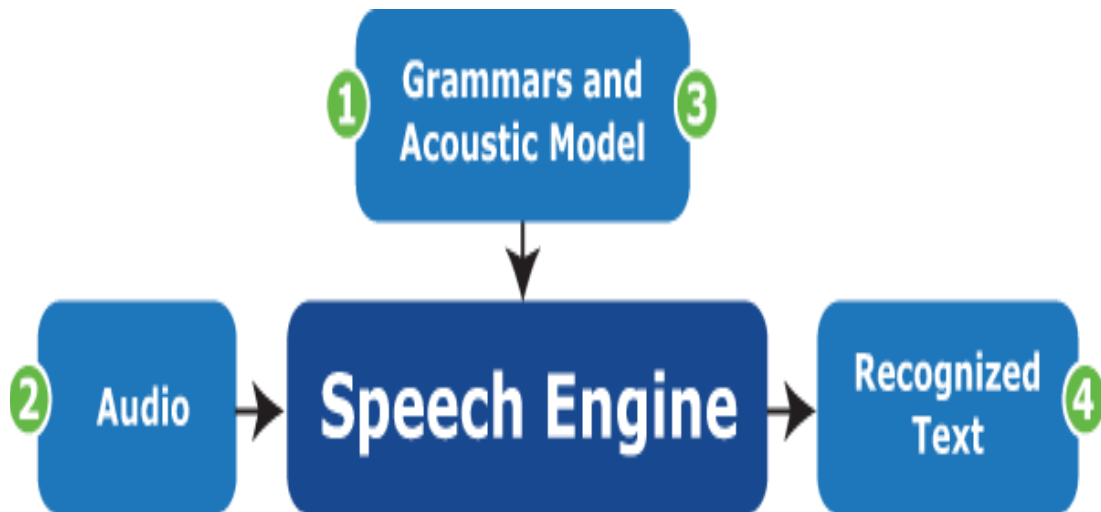 1
Grammars and
Acoustic Model
3
2
Audio
Speech Engine
Recognized
Text
4